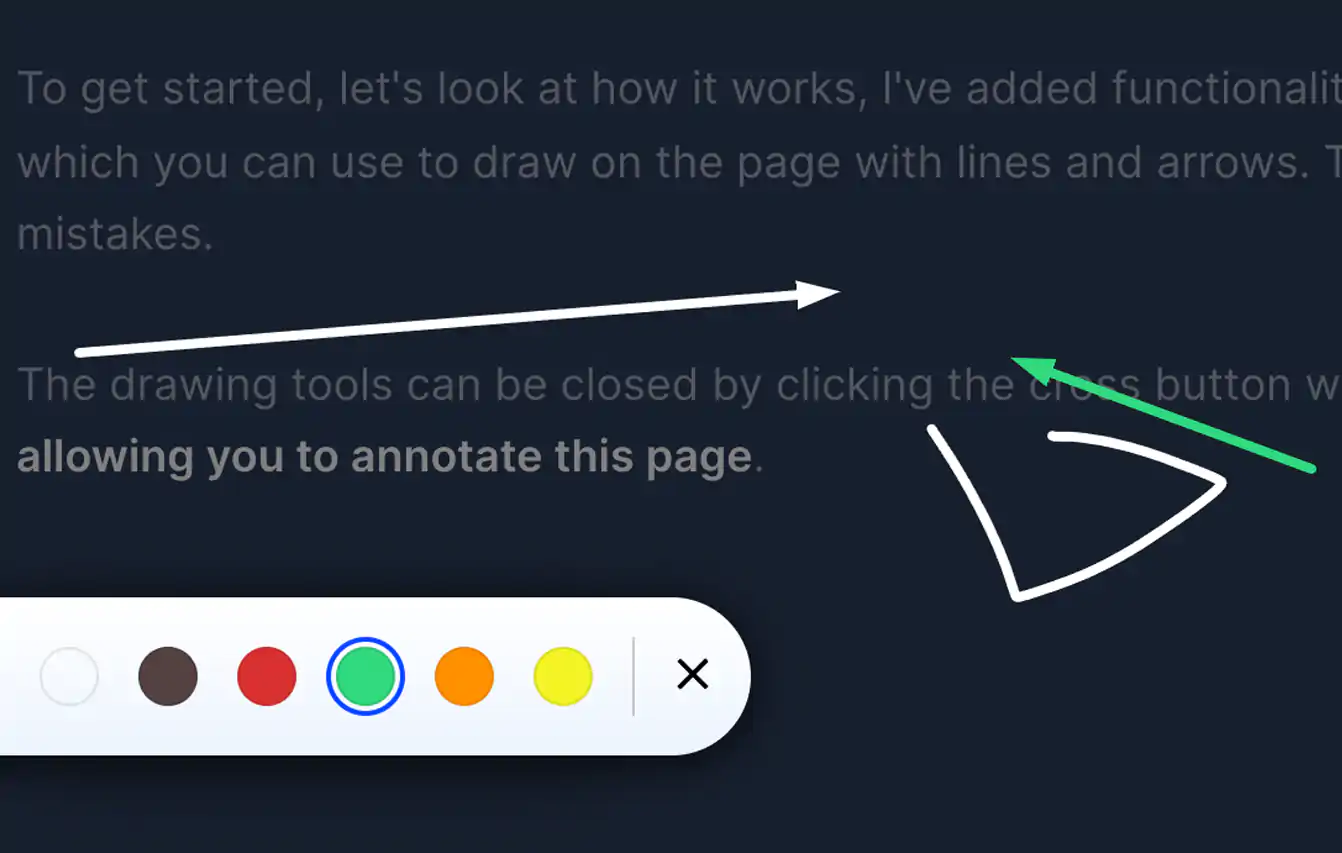 To get started, let's look at how it works, I've added functionalit
which you can use to draw on the page with lines and arrows. T
mistakes.
The drawing tools can be closed by clicking the cross button w
allowing you to annotate this page.